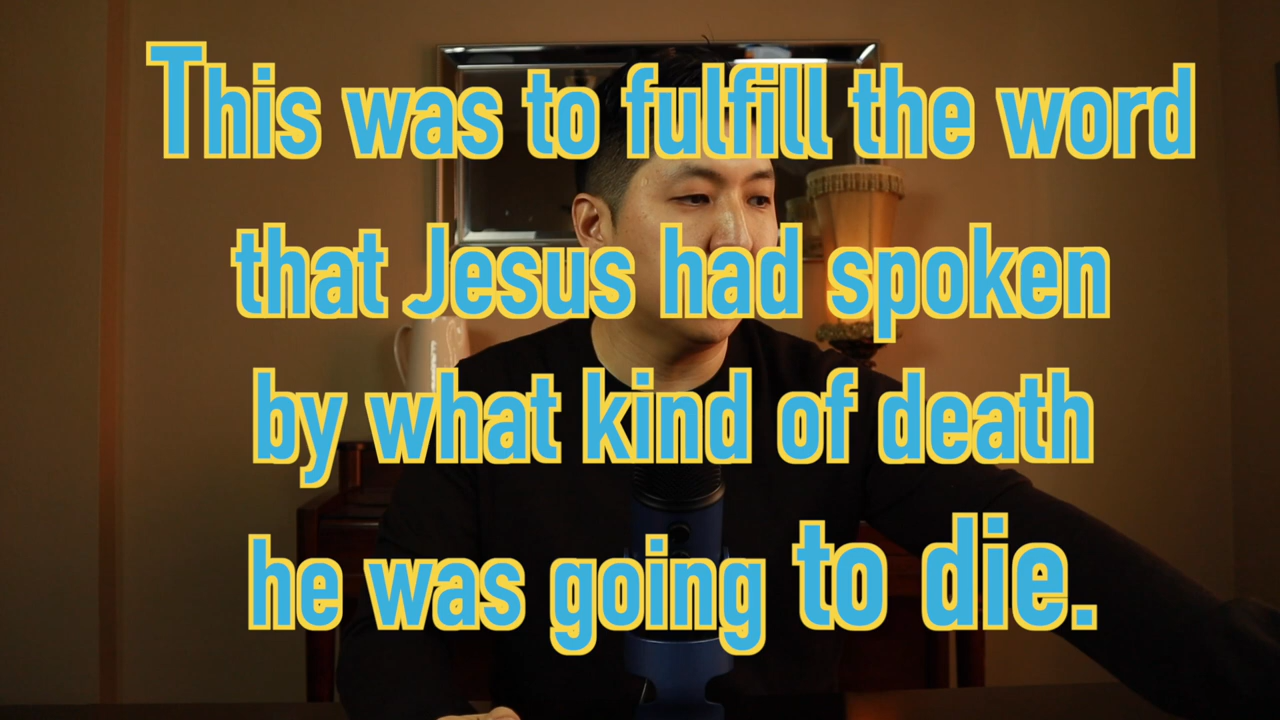 This was to fulfill the word
that Jesus had spoken
by what kind of death
he was going to die.